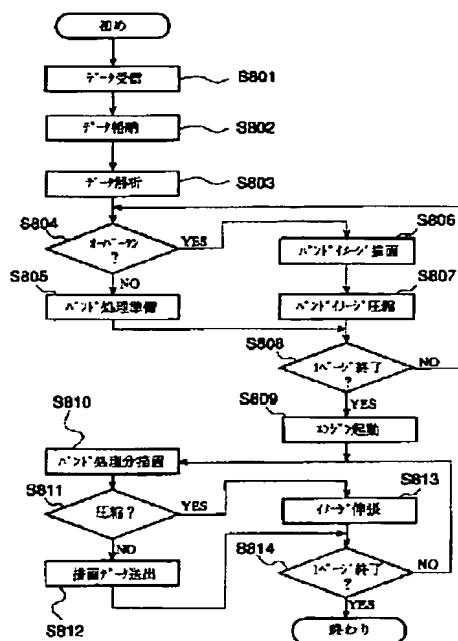 初め
データ受信
S801
データ格納
S802
データ解析
S803
S804
オーバーラン
?
YES
NO
S805
バンド処理準備
バンドイメージ描画
S806
バンドイメージ圧縮
S807
S808
1ページ終了
?
NO
YES
S809
エンジン起動
S810
バンド処理分描画
S811
圧縮?
YES
NO
描画データ送出
S812
イメージ伸張
S813
S814
1ページ終了
?
NO
YES
終わり